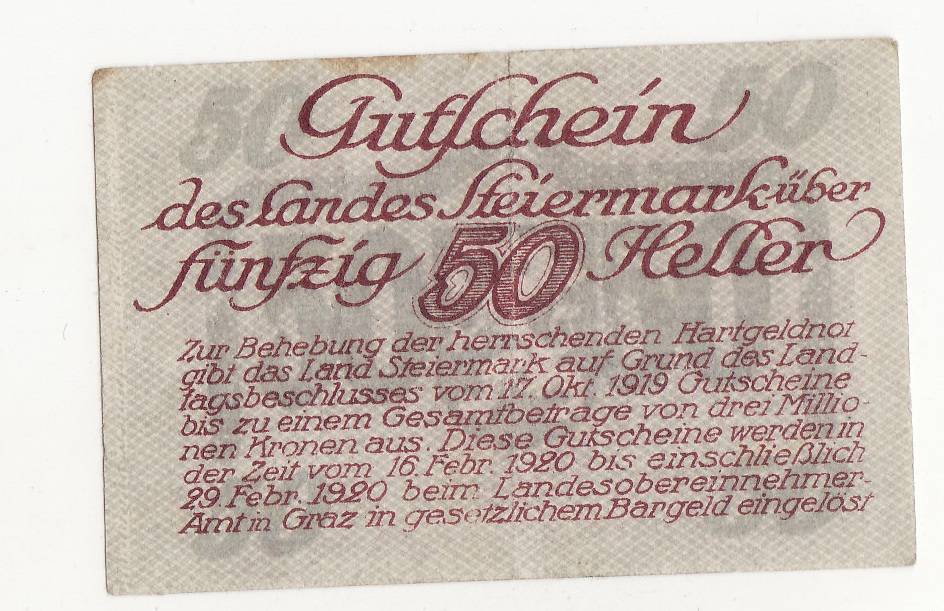 Gutschein
des Landes Steiermark über
fünfzig 50 Heller
Zur Behebung der herrschenden Hartgeldnot
gibt das Land Steiermark auf Grund des Land-
tagsbeschlusses vom 17. Okt. 1919 Gutscheine
bis zu einem Gesamtbetrage von drei Millio-
nen Kronen aus. Diese Gutscheine werden in
der Zeit vom 16. Febr. 1920 bis einschließlich
29. Febr. 1920 beim Landesobereinnehmer-
Amt in Graz in gesetzlichem Bargeld eingelöst